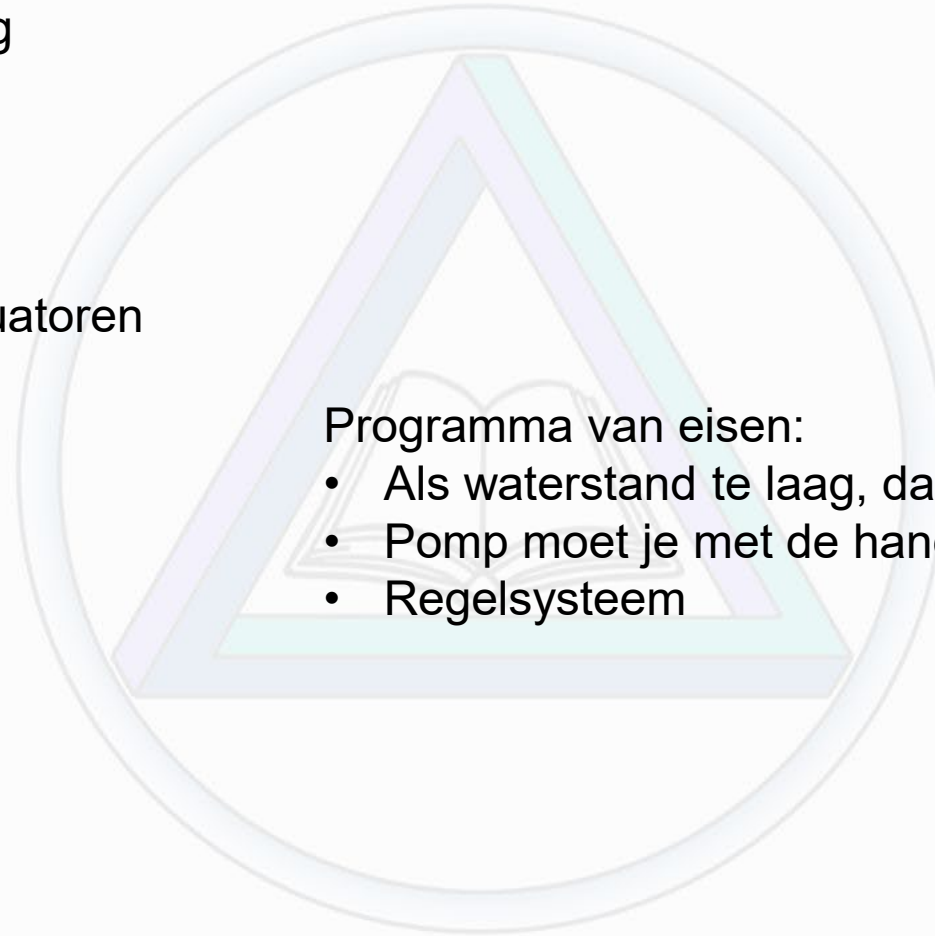 g
uatoren
Programma van eisen:
• Als waterstand te laag, da
• Pomp moet je met de han
• Regelsysteem